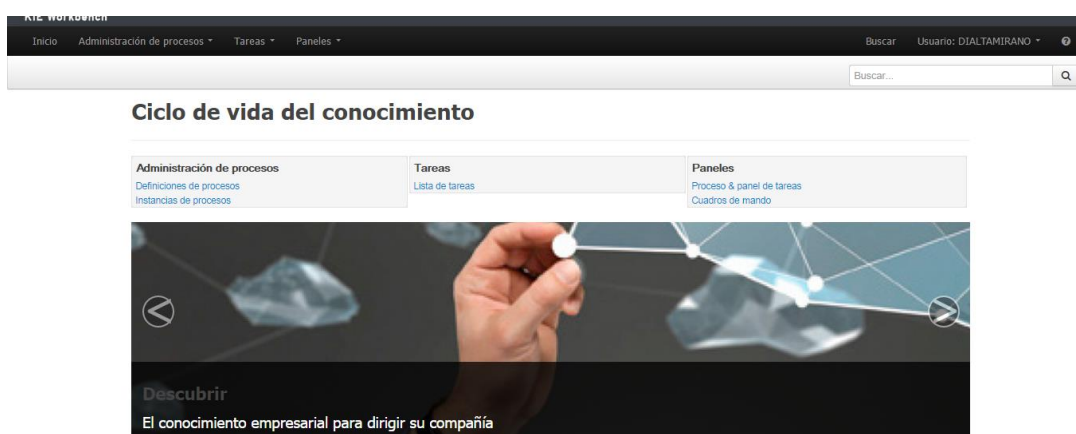 KIE Workbench
Inicio Administración de procesos Tareas Paneles Buscar Usuario: DIALTAMIRANO
Buscar...
Ciclo de vida del conocimiento
Administración de procesos Tareas Paneles
Definiciones de procesos Lista de tareas Proceso & panel de tareas
Instancias de procesos Cuadros de mando
Descubrir
El conocimiento empresarial para dirigir su compañía